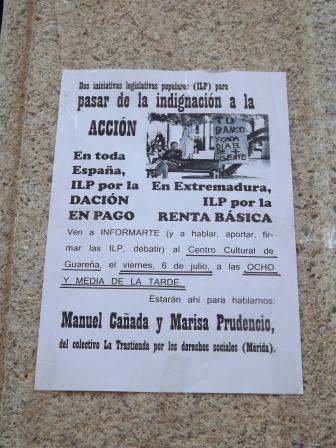 Dos iniciativas legislativas populares (ILP) para
pasar de la indignación a la
ACCIÓN
TU
BANCO
En toda
España,
ILP por la
DACIÓN
EN PAGO
En Extremadura,
ILP por la
RENTA BÁSICA
Ven a INFORMARTE (y a hablar, aportar, fir-
mar las ILP, debatir) al Centro Cultural de
Guareña, el viernes, 6 de julio, a las OCHO
Y MEDIA DE LA TARDE.
Estarán ahí para hablarnos:
Manuel Cañada y Marisa Prudencio,
del colectivo La Trastienda por los derechos sociales (Mérida).